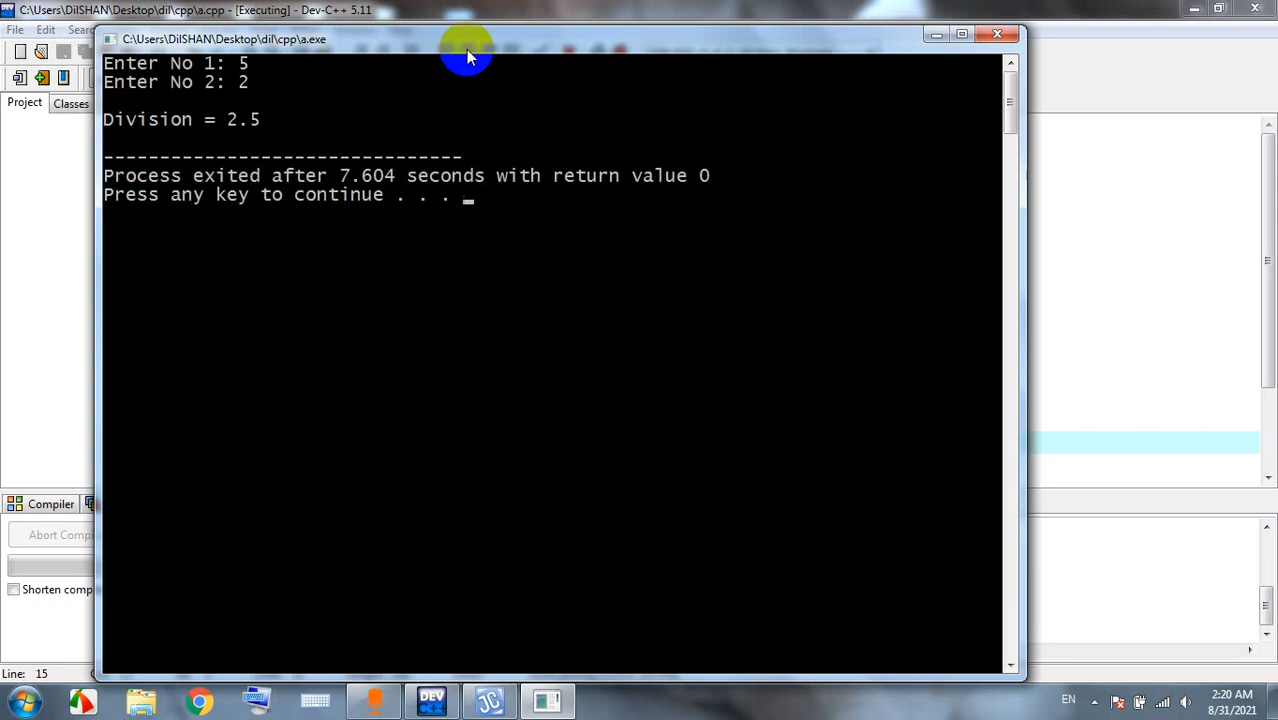 C:\Users\DilSHAN\Desktop\dil\cpp\a.cpp - [Executing] - Dev-C++ 5.11
File Edit
C:\Users\DilSHAN\Desktop\dil\cpp\a.exe
Enter No 1: 5
Enter No 2: 2
Division = 2.5
--------------------------------
Process exited after 7.604 seconds with return value 0
Press any key to continue . . .
Project Classes
Compiler
Abort
Shorten
Line: 15
DEV C++
JC
EN
2:20 AM
8/31/2021